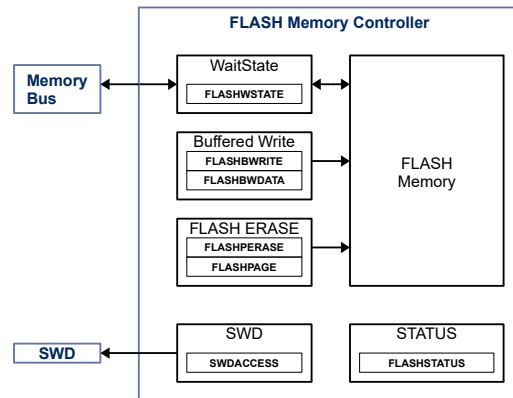 FLASH Memory Controller
Memory
Bus
WaitState
FLASHWSTATE
Buffered Write
FLASHBWRITE
FLASHBWDATA
FLASH ERASE
FLASHPERASE
FLASHPAGE
FLASH
Memory
SWD
SWD
SWDACCESS
STATUS
FLASHSTATUS